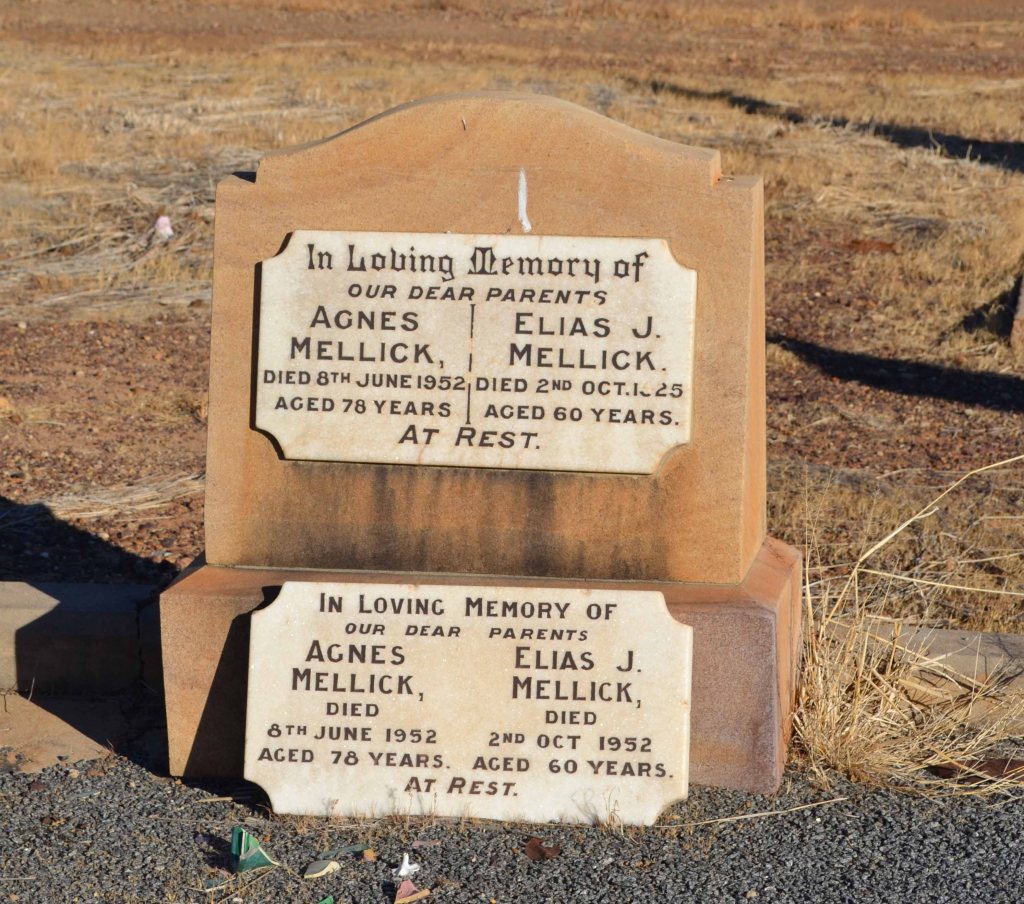 In Loving Memory of
OUR DEAR PARENTS
AGNES
MELLICK,
DIED 8TH JUNE 1952
AGED 78 YEARS
ELIAS J.
MELLICK.
DIED 2ND OCT.
AGED 60 YEARS.
AT REST.
IN LOVING MEMORY OF
OUR DEAR PARENTS
AGNES
MELLICK,
DIED
8TH JUNE 1952
AGED 78 YEARS.
ELIAS J.
MELLICK,
DIED
2ND OCT 1952
AGED 60 YEARS.
AT REST.